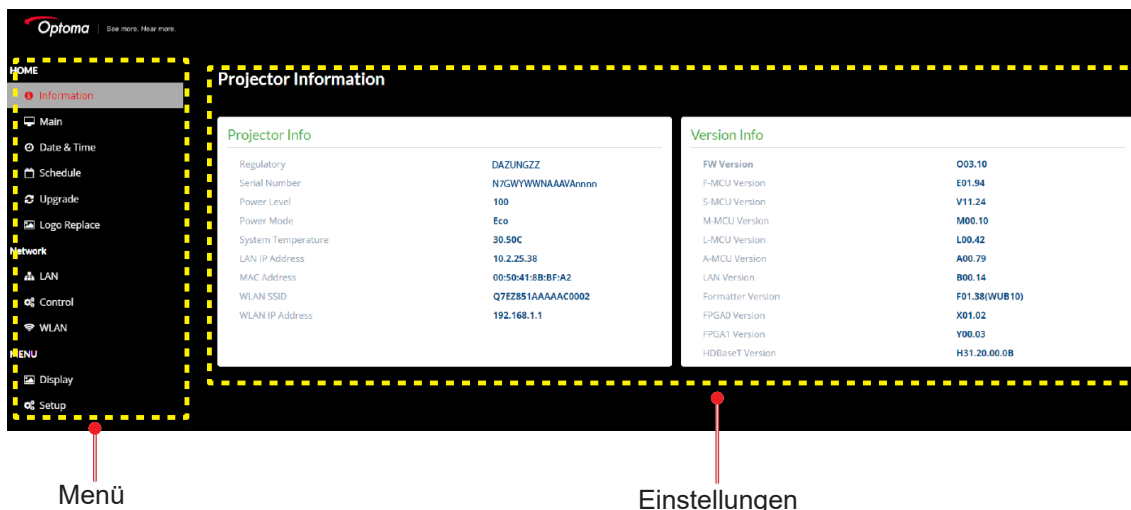 Optoma See more. Hear more.
HOME
Information
Main
Date & Time
Schedule
Upgrade
Logo Replace
Network
LAN
Control
WLAN
MENU
Display
Setup
Projector Information
Projector Info
Regulatory DAZUNGZZ
Serial Number N7GWYWWNAAAVAnnnn
Power Level 100
Power Mode Eco
System Temperature 30.50C
LAN IP Address 10.2.25.38
MAC Address 00:50:41:8B:BF:A2
WLAN SSID Q7EZ851AAAAAC0002
WLAN IP Address 192.168.1.1
Version Info
FW Version O03.10
F-MCU Version E01.94
S-MCU Version V11.24
M-MCU Version M00.10
L-MCU Version L00.42
A-MCU Version A00.79
LAN Version B00.14
Formatter Version F01.38(WUB10)
FPGA0 Version X01.02
FPGA1 Version Y00.03
HDBaseT Version H31.20.00.0B
Menü
Einstellungen